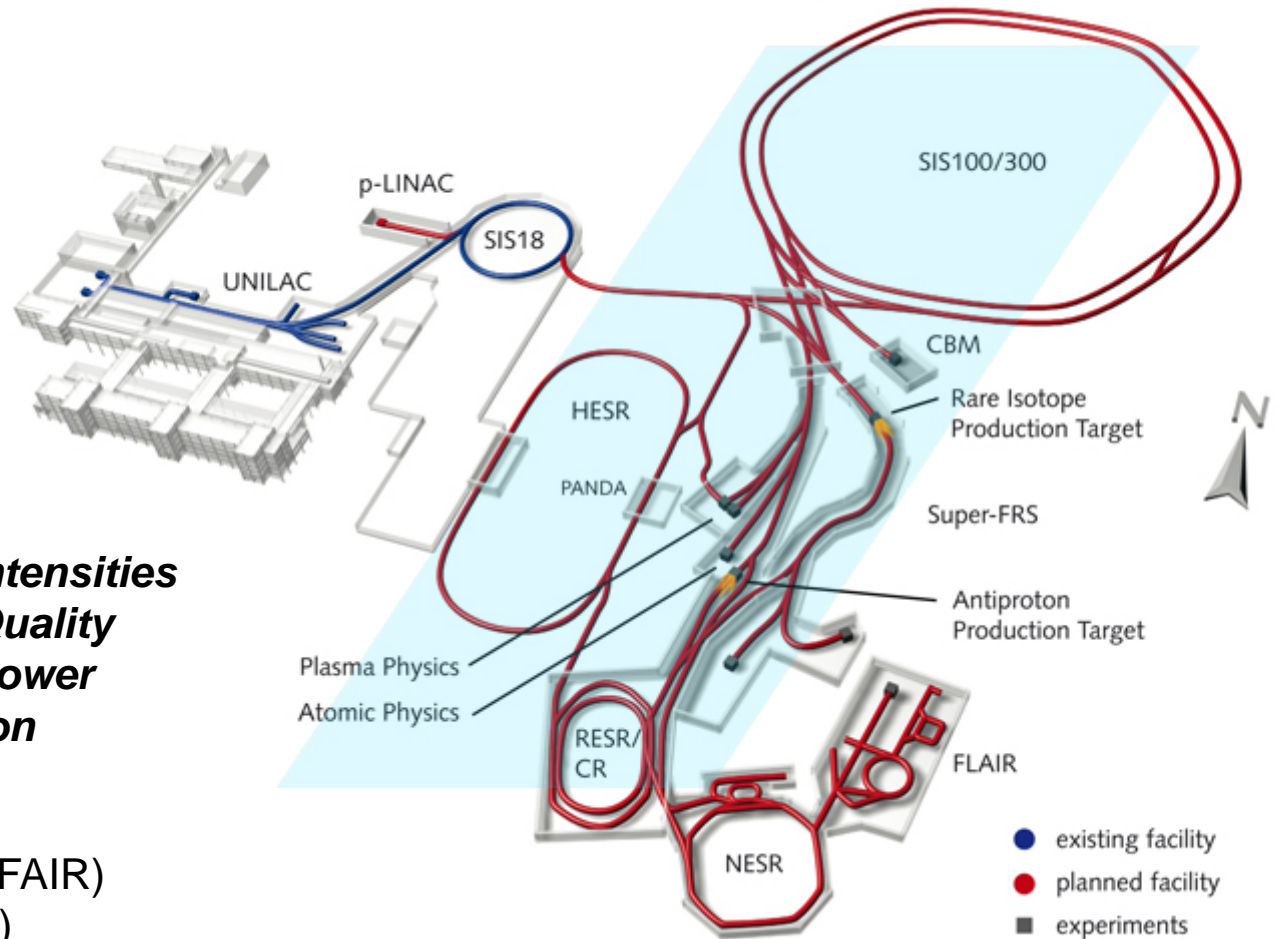 SIS100/300
p-LINAC
SIS18
UNILAC
CBM
Rare Isotope
Production Target
N
HESR
PANDA
Super-FRS
ntensities
Quality
ower
on
Antiproton
Production Target
Plasma Physics
Atomic Physics
RESR/
CR
FLAIR
NESR
existing facility
planned facility
experiments
FAIR)
)